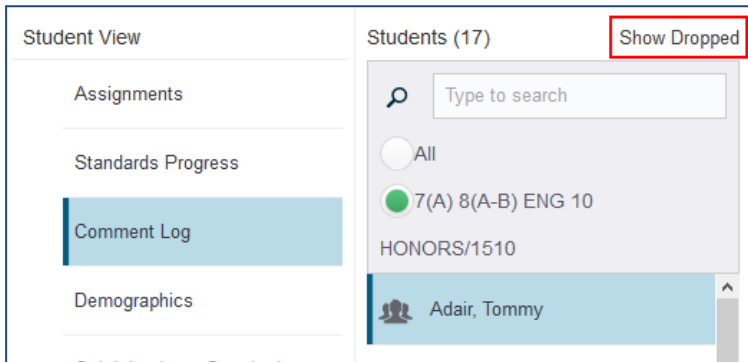 Student View
Assignments
Standards Progress
Comment Log
Demographics
Students (17)
Show Dropped
Type to search
All
7(A) 8(A-B) ENG 10
HONORS/1510
Adair, Tommy